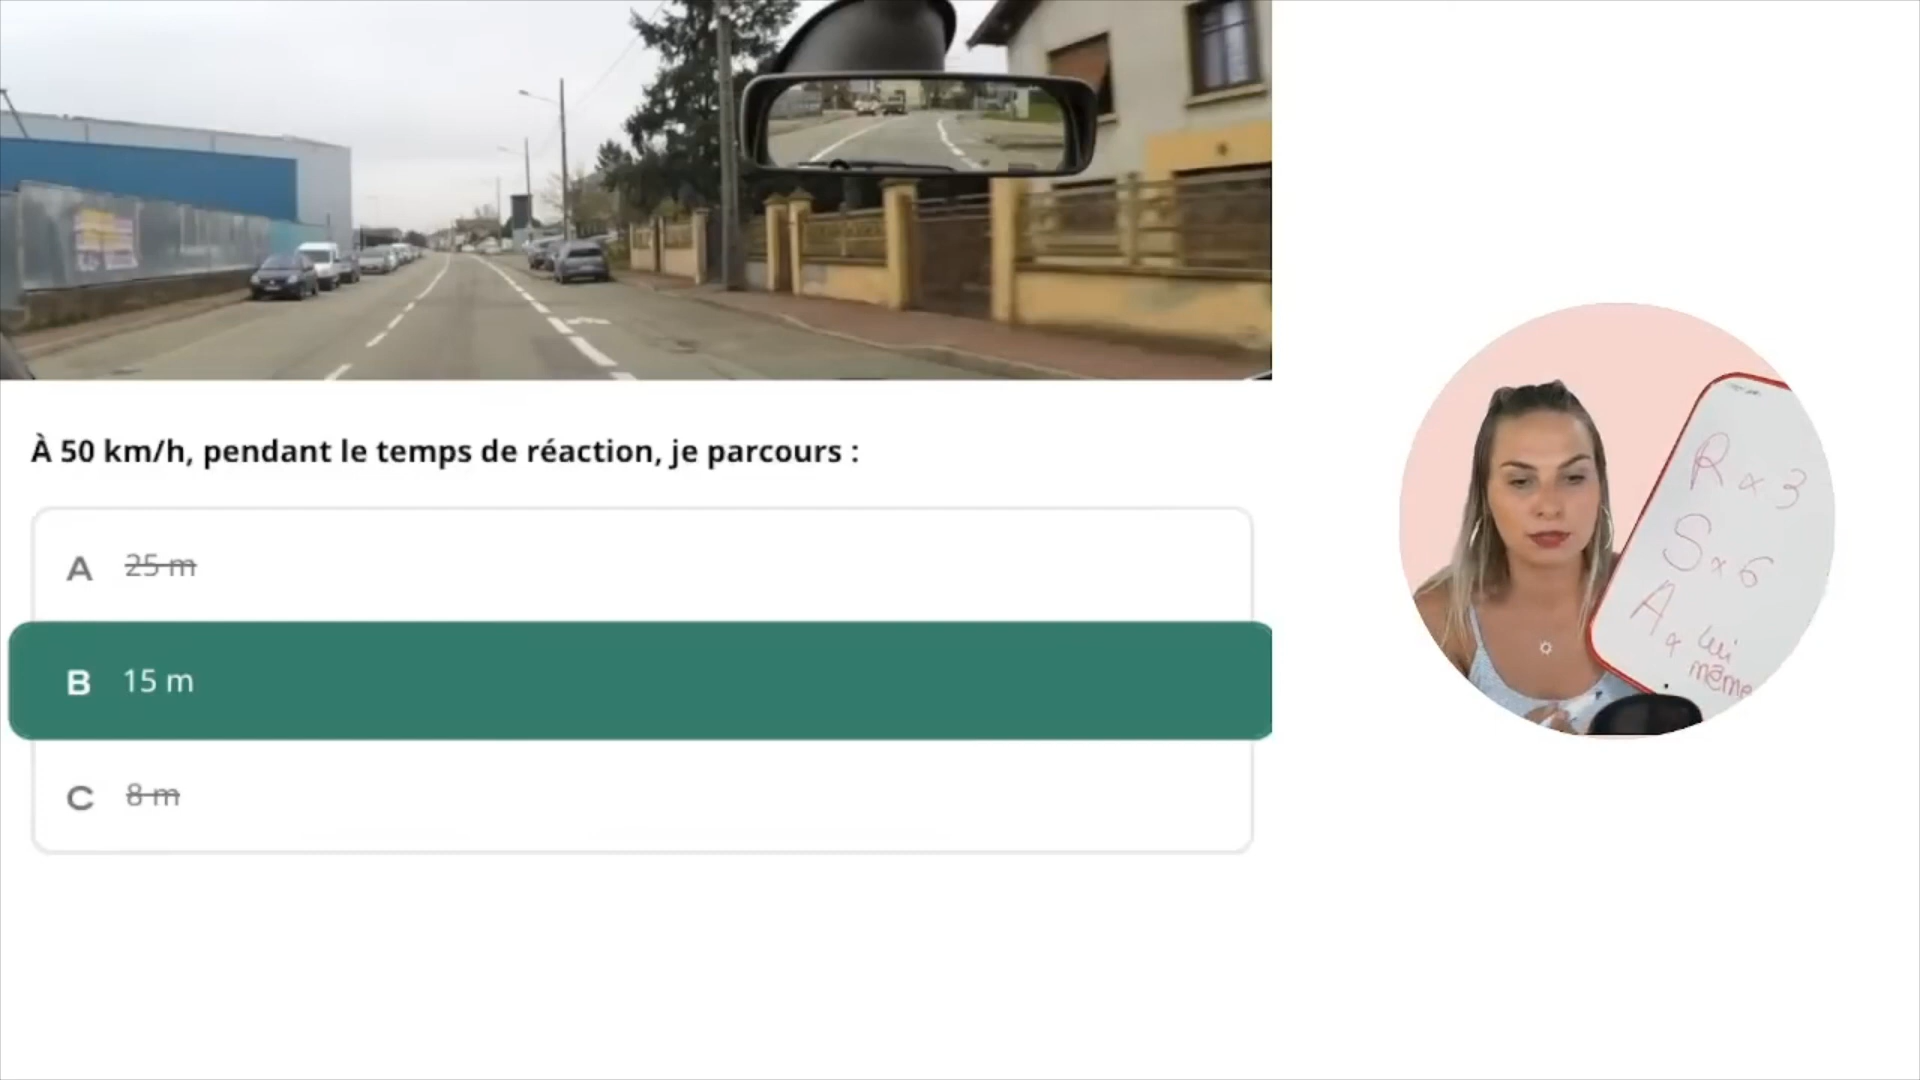 À 50 km/h, pendant le temps de réaction, je parcours :
A 25 m
B 15 m
C 8 m
R x 3
S x 6
A x lui
même